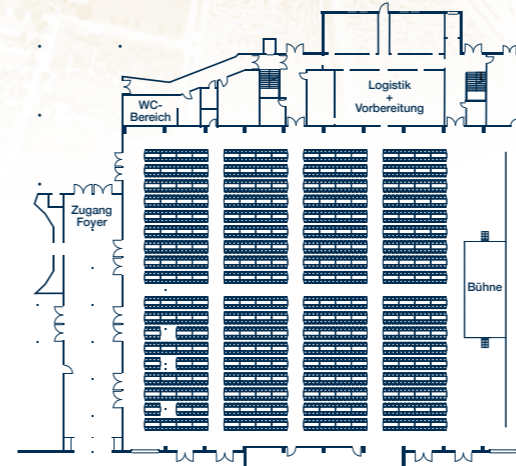 Logistik
+
Vorbereitung
WC-
Bereich
Zugang
Foyer
Bühne